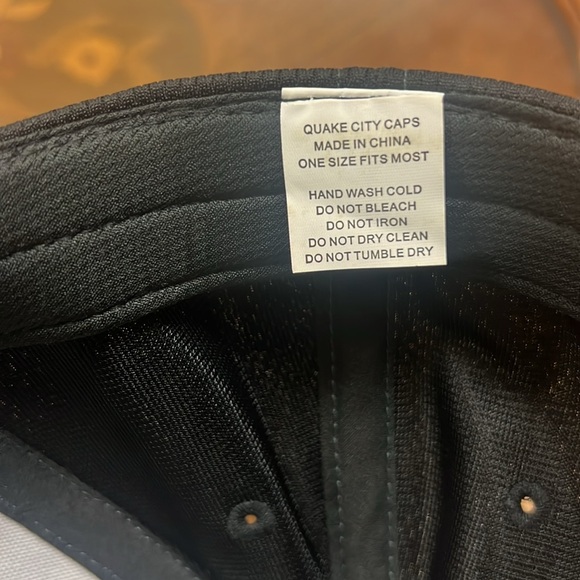 QUAKE CITY CAPS
MADE IN CHINA
ONE SIZE FITS MOST
HAND WASH COLD
DO NOT BLEACH
DO NOT IRON
DO NOT DRY CLEAN
DO NOT TUMBLE DRY